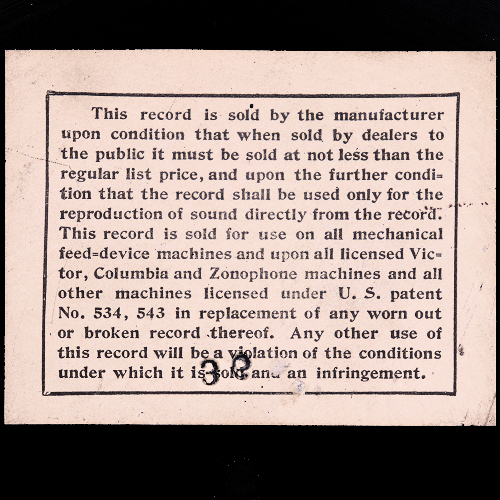 This record is sold by the manufacturer
upon condition that when sold by dealers to
the public it must be sold at not less than the
regular list price, and upon the further condi=
tion that the record shall be used only for the
reproduction of sound directly from the record.
This record is sold for use on all mechanical
feed=device machines and upon all licensed Vic=
tor, Columbia and Zonophone machines and all
other machines licensed under U. S. patent
No. 534, 543 in replacement of any worn out
or broken record thereof. Any other use of
this record will be a violation of the conditions
under which it is sold and an infringement.